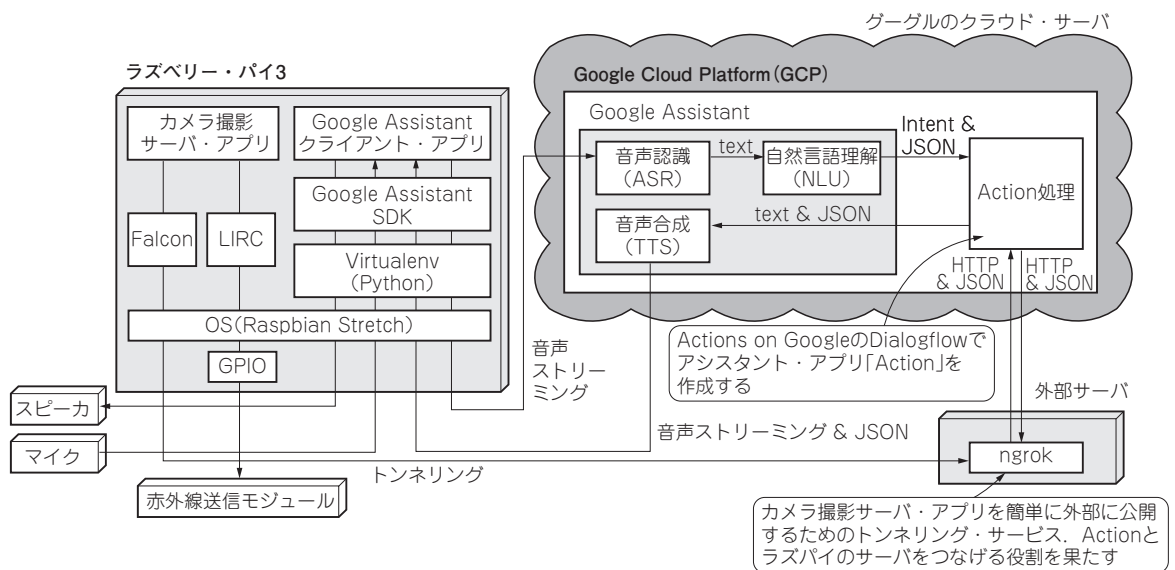 グーグルのクラウド・サーバ
ラズベリー・パイ3
Google Cloud Platform(GCP)
カメラ撮影
サーバ・アプリ
Google Assistant
クライアント・アプリ
Google Assistant
SDK
Falcon
LIRC
Virtualenv
(Python)
OS(Raspbian Stretch)
GPIO
スピーカ
マイク
赤外線送信モジュール
トンネリング
音声
ストリー
ミング
音声ストリーミング & JSON
Google Assistant
音声認識
(ASR)
text
自然言語理解
(NLU)
Intent &
JSON
Action処理
text & JSON
音声合成
(TTS)
HTTP
& JSON
HTTP
& JSON
Actions on GoogleのDialogflowで
アシスタント・アプリ「Action」を
作成する
外部サーバ
ngrok
カメラ撮影サーバ・アプリを簡単に外部に公開
するためのトンネリング・サービス．Actionと
ラズパイのサーバをつなげる役割を果たす